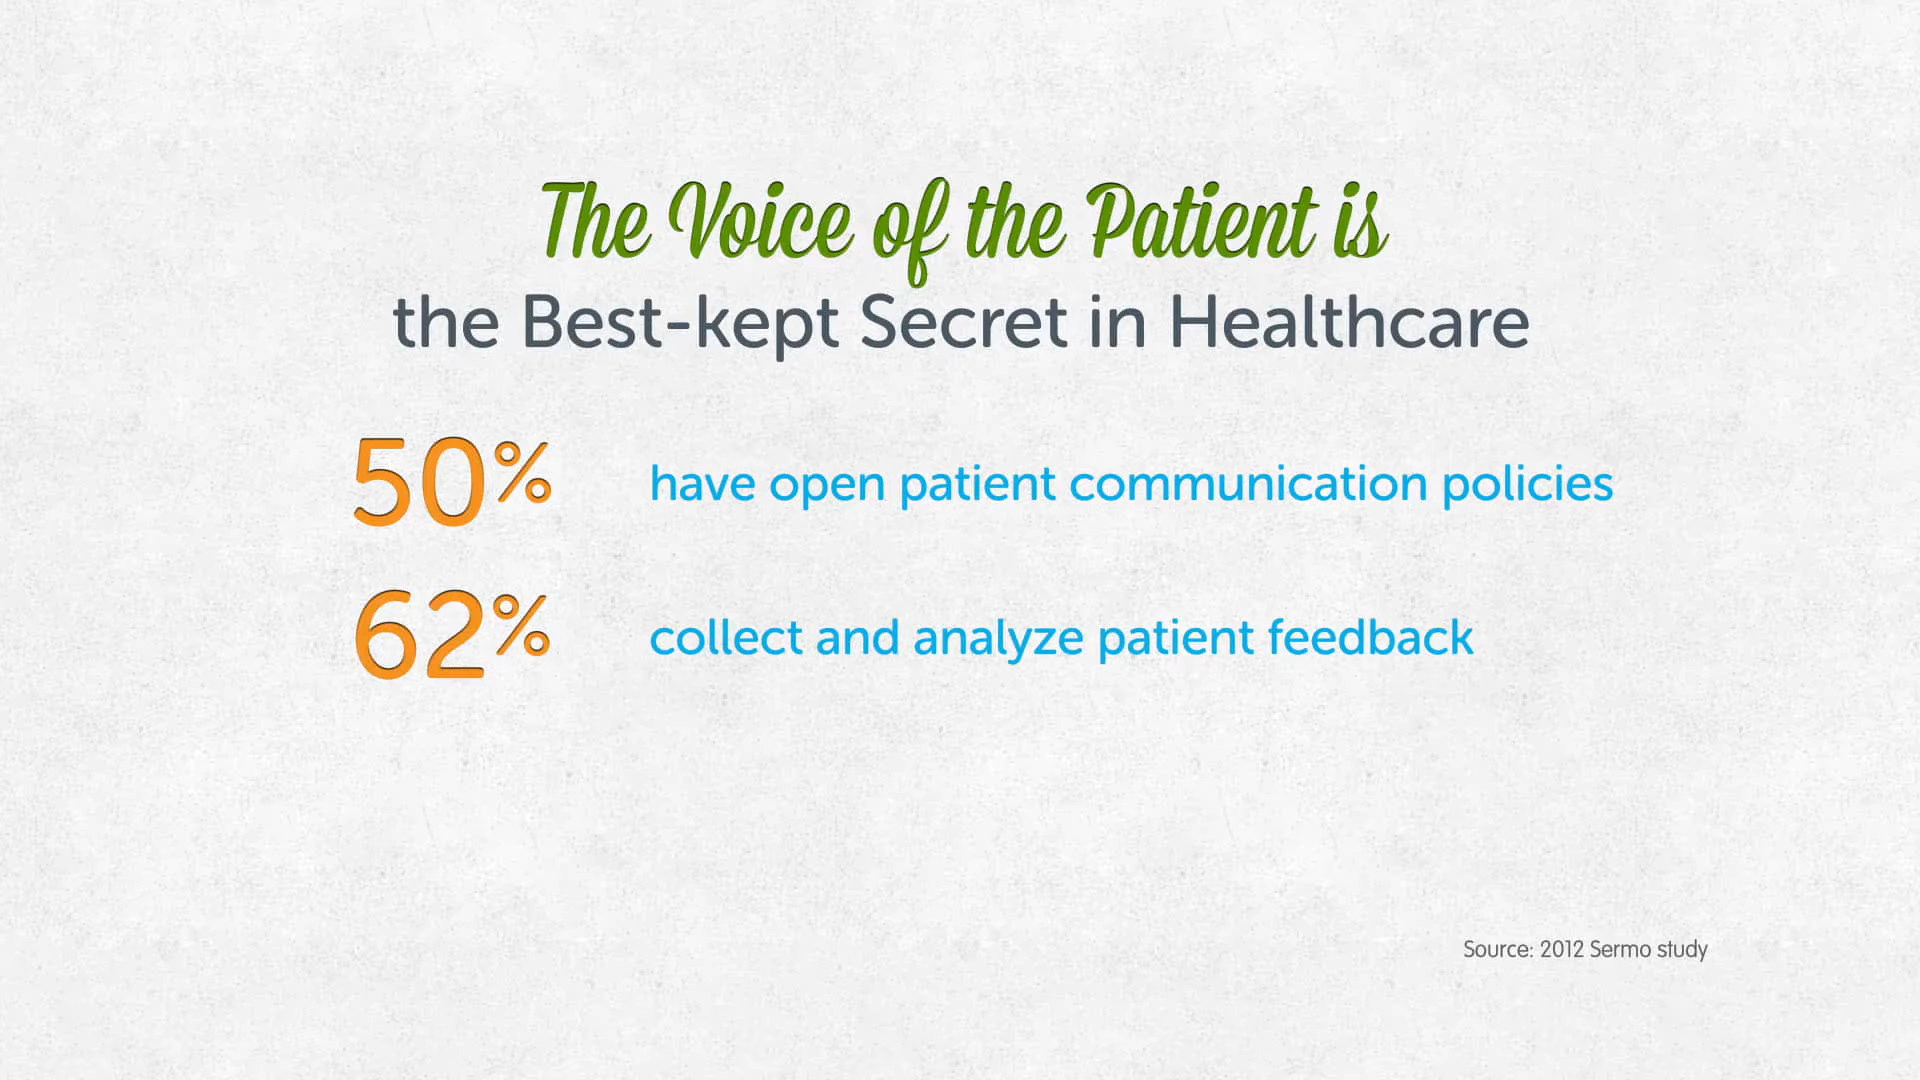 The Voice of the Patient is
the Best-kept Secret in Healthcare
50% have open patient communication policies
62% collect and analyze patient feedback
Source: 2012 Sermo study